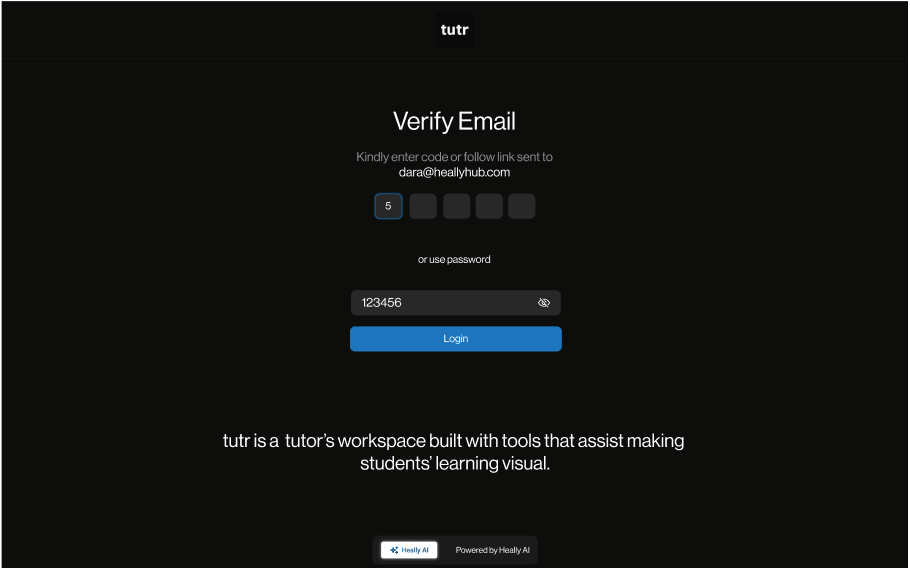 tutr
Verify Email
Kindly enter code or follow link sent to
dara@heallyhub.com
5
or use password
123456
Login
tutr is a tutor's workspace built with tools that assist making
students' learning visual.
Heally AI
Powered by Heally AI